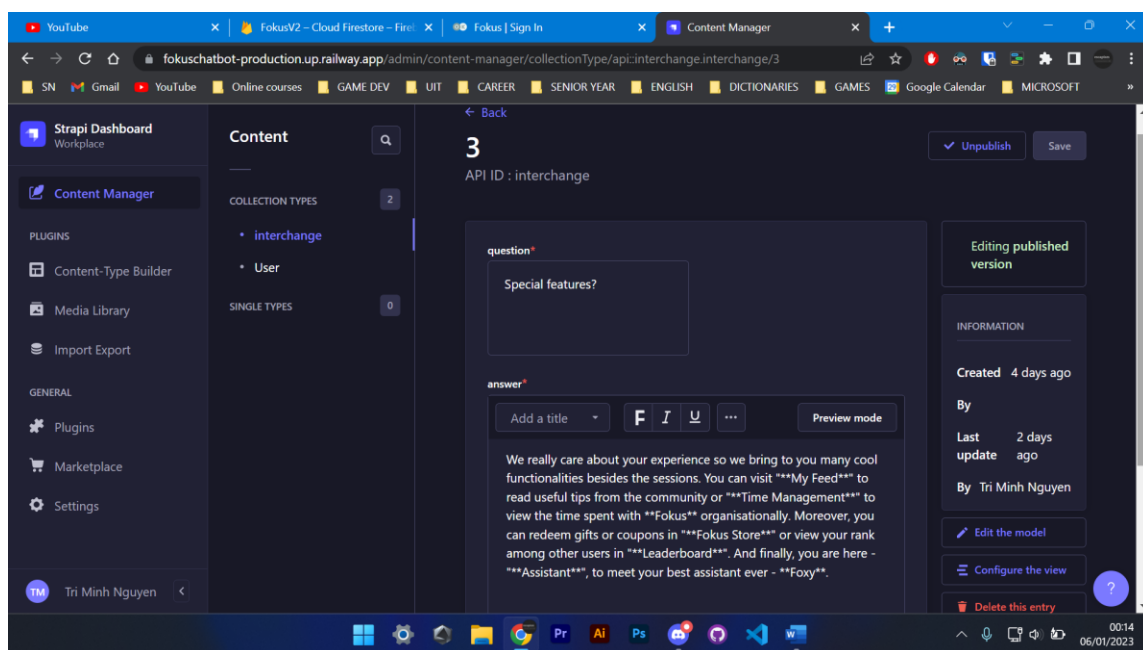 YouTube
FokusV2 – Cloud Firestore – Fire
Fokus | Sign In
Content Manager
fokuschatbot-production.up.railway.app/admin/content-manager/collectionType/api::interchange.interchange/3
SN Gmail YouTube Online courses GAME DEV UIT CAREER SENIOR YEAR ENGLISH DICTIONARIES GAMES Google Calendar MICROSOFT »
Strapi Dashboard
Workplace
Content Manager
PLUGINS
Content-Type Builder
Media Library
Import Export
GENERAL
Plugins
Marketplace
Settings
TM Tri Minh Nguyen
Content
COLLECTION TYPES 2
• interchange
• User
SINGLE TYPES 0
← Back
3
API ID : interchange
Unpublish
Save
question*
Special features?
answer*
Add a title
F I U ...
Preview mode
We really care about your experience so we bring to you many cool
functionalities besides the sessions. You can visit "**My Feed**" to
read useful tips from the community or "**Time Management**" to
view the time spent with **Fokus** organisationally. Moreover, you
can redeem gifts or coupons in "**Fokus Store**" or view your rank
among other users in "**Leaderboard**". And finally, you are here -
"**Assistant**", to meet your best assistant ever - **Foxy**.
Editing published
version
INFORMATION
Created 4 days ago
By
Last 2 days
update ago
By Tri Minh Nguyen
Edit the model
Configure the view
Delete this entry
?
Pr Ai Ps
00:14
06/01/2023